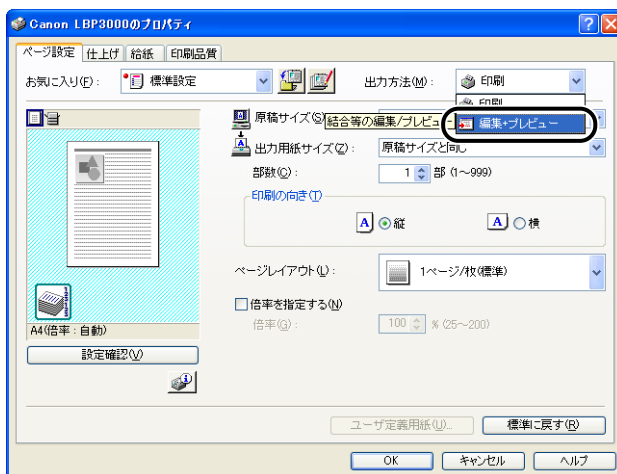 Canon LBP3000のプロパティ
ページ設定 仕上げ 給紙 印刷品質
お気に入り(F): 標準設定 出力方法(M): 印刷
印刷
原稿サイズ(S) 結合等の編集/プレビュー 編集+プレビュー
出力用紙サイズ(Z): 原稿サイズと同じ
部数(C): 1 部 (1~999)
印刷の向き(T)
A 縦 A 横
ページレイアウト(L): 1ページ/枚(標準)
倍率を指定する(N)
倍率(G): 100 % (25~200)
A4(倍率:自動)
設定確認(V)
ユーザ定義用紙(U)... 標準に戻す(R)
OK キャンセル ヘルプ